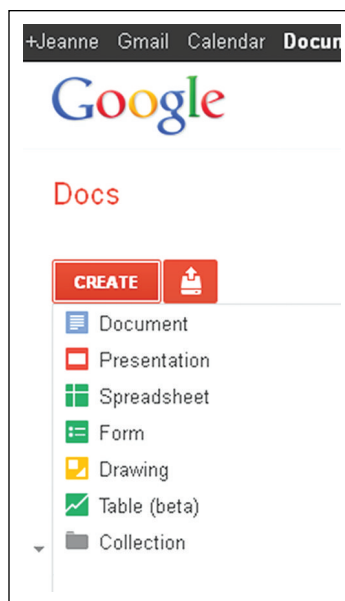 +Jeanne Gmail Calendar Docum
Google
Docs
CREATE
Document
Presentation
Spreadsheet
Form
Drawing
Table (beta)
Collection